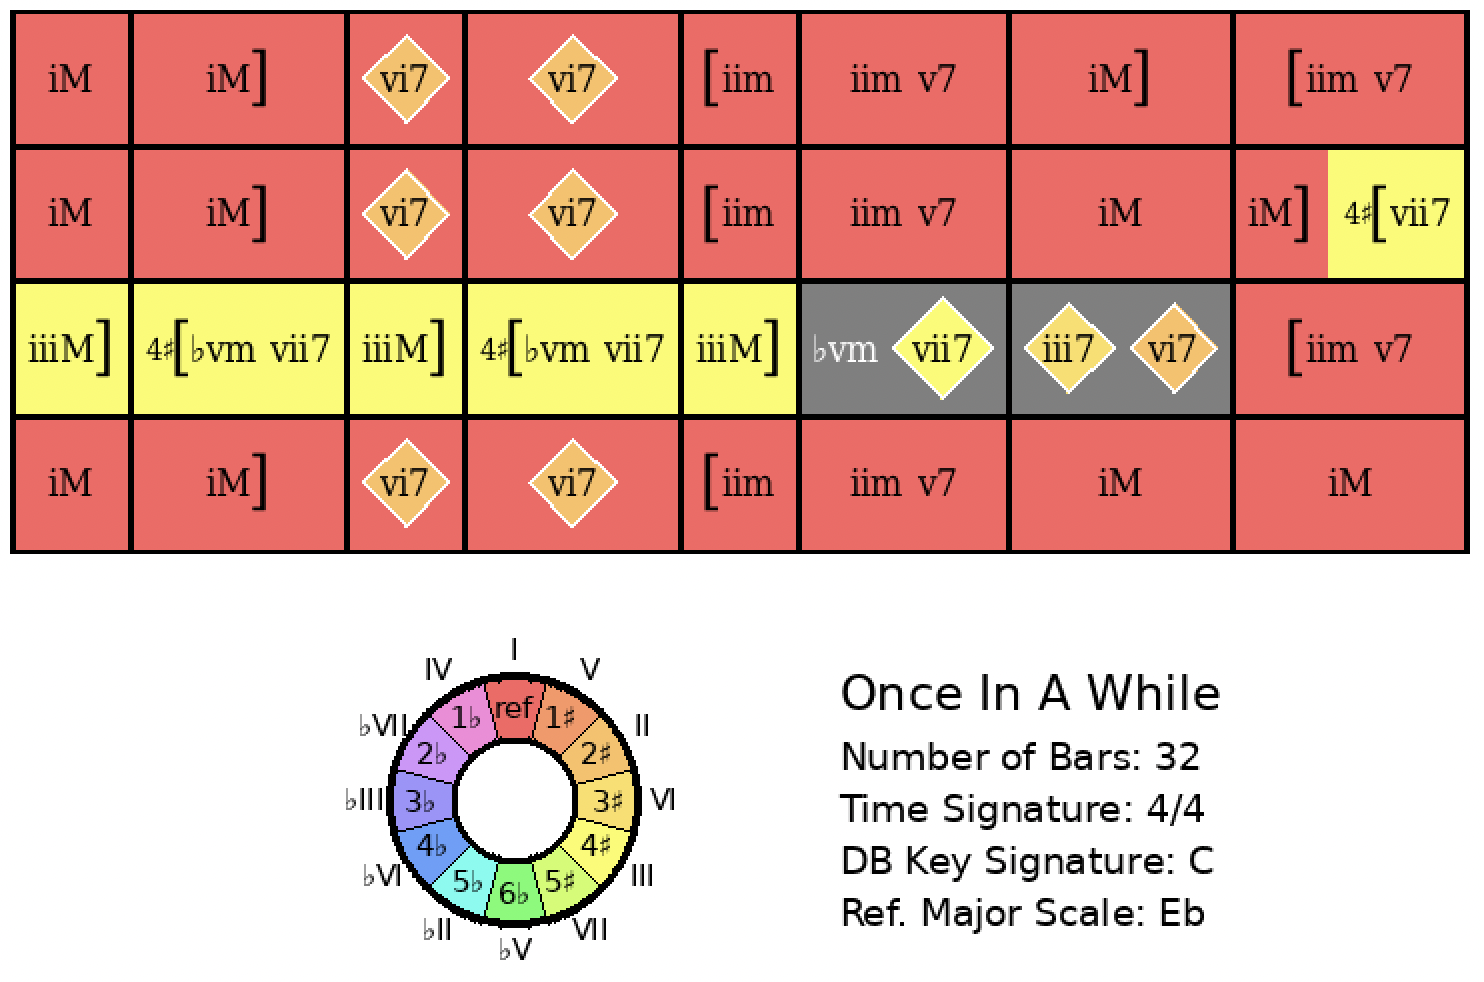 iM iM] vi7 vi7 [iim iim v7 iM] [iim v7
iM iM] vi7 vi7 [iim iim v7 iM iM] 4♯[vii7
iiiM] 4♯[♭vm vii7 iiiM] 4♯[♭vm vii7 iiiM] ♭vm vii7 iii7 vi7 [iim v7
iM iM] vi7 vi7 [iim iim v7 iM iM
I
IV V
♭VII II
♭III VI
♭VI III
♭II VII
♭V
ref
1♭ 1♯
2♭ 2♯
3♭ 3♯
4♭ 4♯
5♭ 5♯
6♭
Once In A While
Number of Bars: 32
Time Signature: 4/4
DB Key Signature: C
Ref. Major Scale: Eb